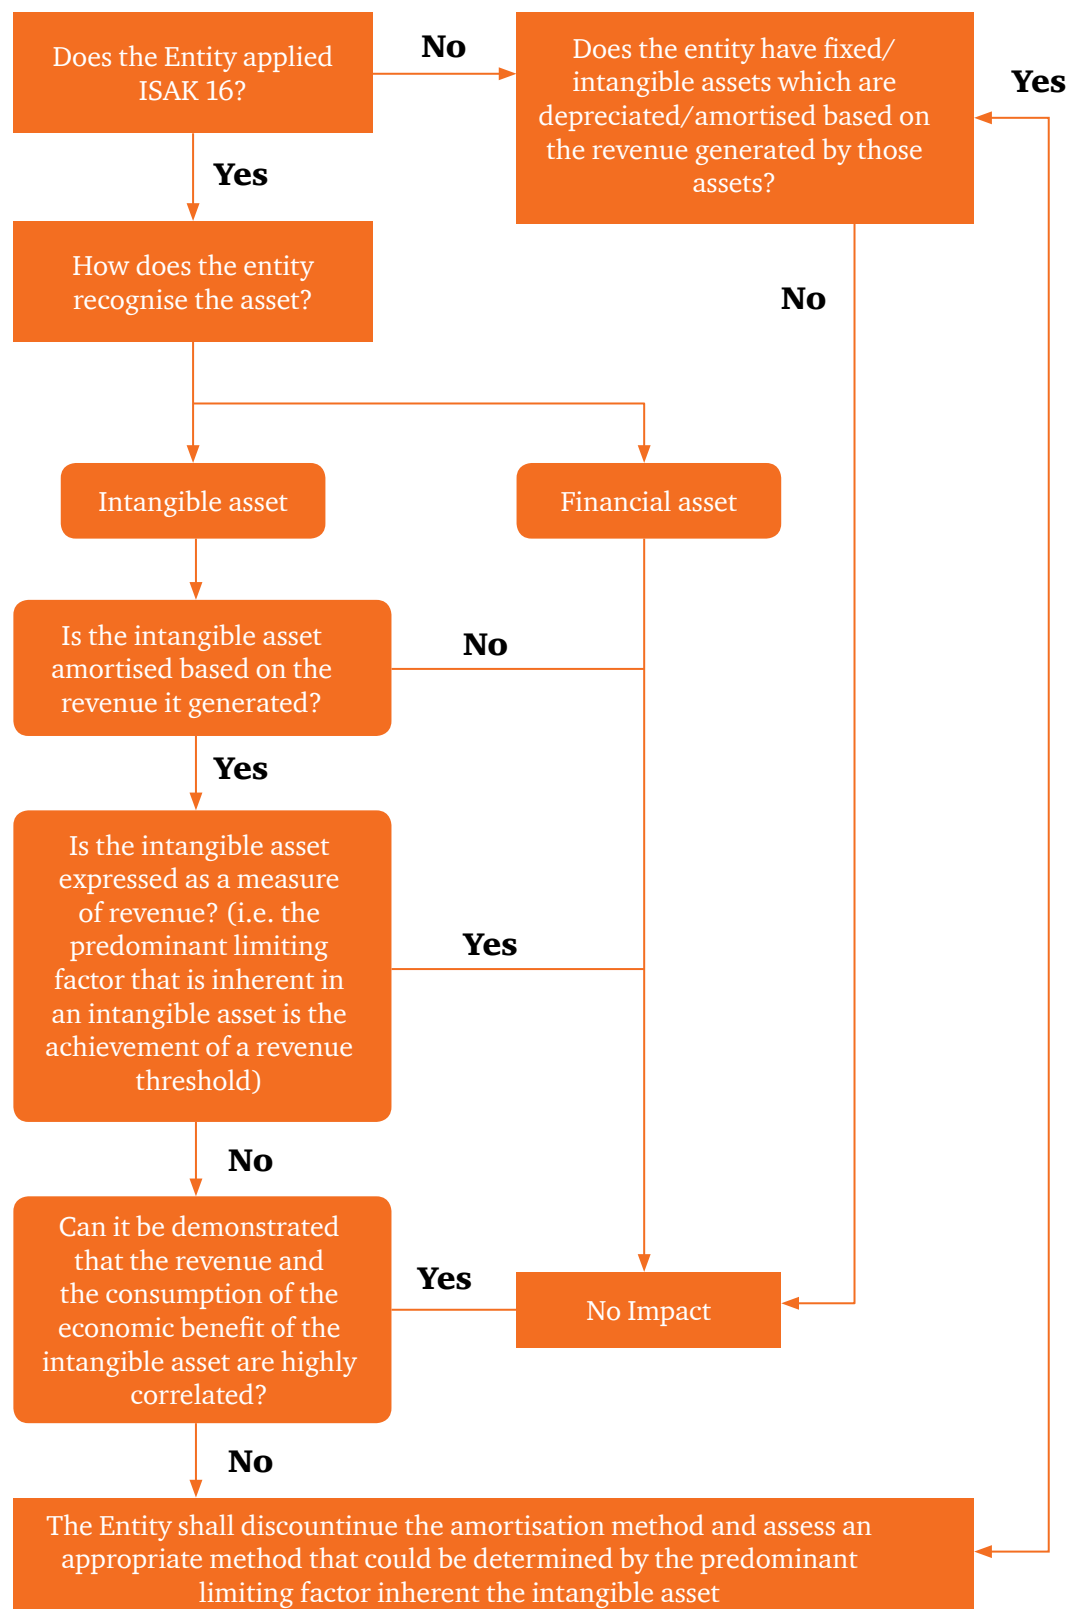 Does the Entity applied
ISAK 16?
No
Does the entity have fixed/
intangible assets which are
depreciated/amortised based on
the revenue generated by those
assets?
Yes
Yes
How does the entity
recognise the asset?
No
Intangible asset
Financial asset
Is the intangible asset
amortised based on the
revenue it generated?
No
Yes
Is the intangible asset
expressed as a measure
of revenue? (i.e. the
predominant limiting
factor that is inherent in
an intangible asset is the
achievement of a revenue
threshold)
Yes
No
Can it be demonstrated
that the revenue and
the consumption of the
economic benefit of the
intangible asset are highly
correlated?
Yes
No Impact
No
The Entity shall discountinue the amortisation method and assess an
appropriate method that could be determined by the predominant
limiting factor inherent the intangible asset